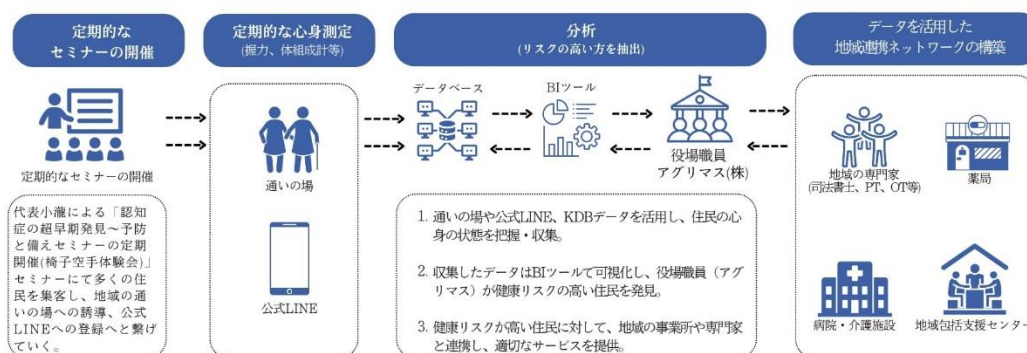 定期的な
セミナーの開催
定期的なセミナーの開催
代表小瀧による「認知
症の超早期発見～予防
と備えセミナーの定期
開催(椅子空手体験会)」
セミナーにて多くの住
民を集客し、地域の通
いの場への誘導、公式
LINEへの登録へと繋げ
ていく。
定期的な心身測定
(握力、体組成計等)
通いの場
公式LINE
分析
(リスクの高い方を抽出)
データベース
BIツール
役場職員
アグリマス(株)
1. 通いの場や公式LINE、KDBデータを活用し、住民の心
身の状態を把握・収集。
2. 収集したデータはBIツールで可視化し、役場職員（アグ
リマス）が健康リスクの高い住民を発見。
3. 健康リスクが高い住民に対して、地域の事業所や専門家
と連携し、適切なサービスを提供。
データを活用した
地域連携ネットワークの構築
地域の専門家
(司法書士、PT、OT等)
薬局
病院・介護施設
地域包括支援センター